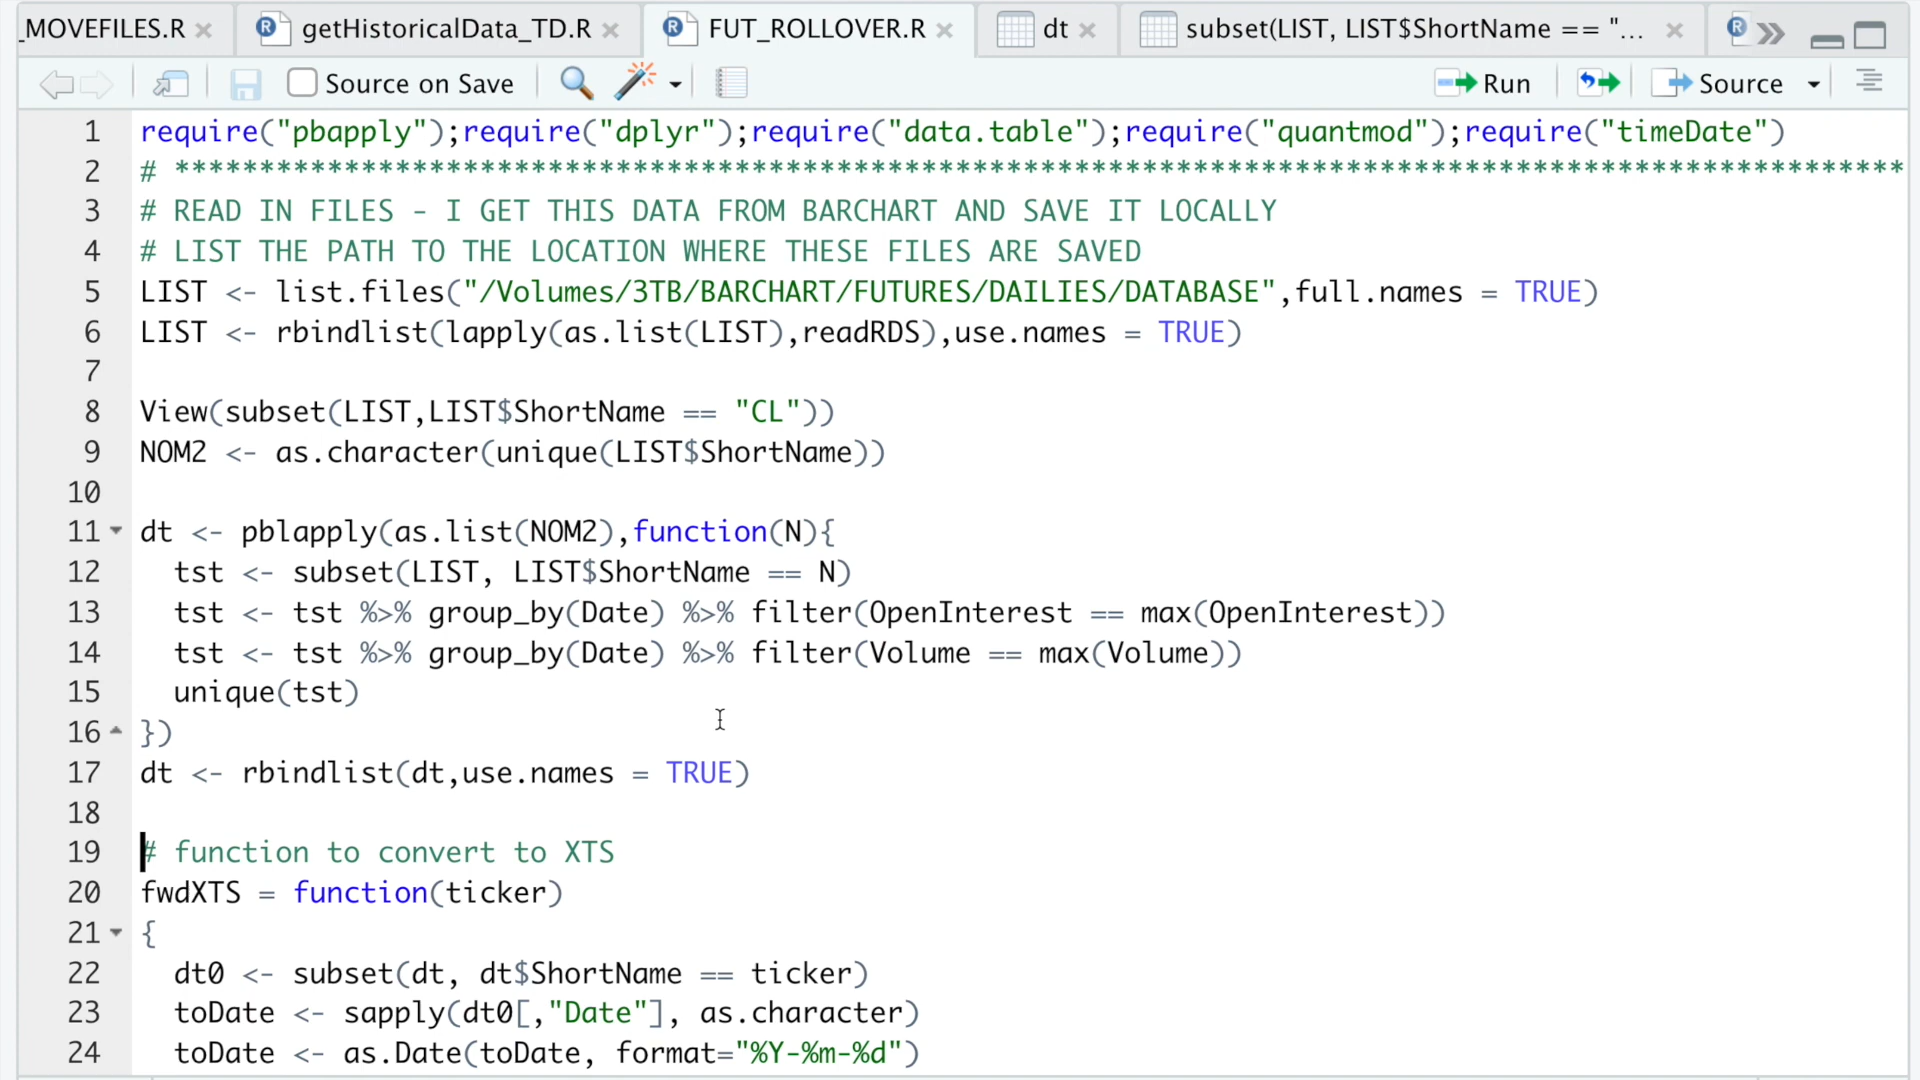 _MOVEFILES.R
getHistoricalData_TD.R
FUT_ROLLOVER.R
dt
subset(LIST, LIST$ShortName == "...
Source on Save
Run
Source
1 require("pbapply");require("dplyr");require("data.table");require("quantmod");require("timeDate")
2 # ******************************************************************************************************
3 # READ IN FILES - I GET THIS DATA FROM BARCHART AND SAVE IT LOCALLY
4 # LIST THE PATH TO THE LOCATION WHERE THESE FILES ARE SAVED
5 LIST <- list.files("/Volumes/3TB/BARCHART/FUTURES/DAILIES/DATABASE",full.names = TRUE)
6 LIST <- rbindlist(lapply(as.list(LIST),readRDS),use.names = TRUE)
7
8 View(subset(LIST,LIST$ShortName == "CL"))
9 NOM2 <- as.character(unique(LIST$ShortName))
10
11 dt <- pblapply(as.list(NOM2),function(N){
12   tst <- subset(LIST, LIST$ShortName == N)
13   tst <- tst %>% group_by(Date) %>% filter(OpenInterest == max(OpenInterest))
14   tst <- tst %>% group_by(Date) %>% filter(Volume == max(Volume))
15   unique(tst)
16 })
17 dt <- rbindlist(dt,use.names = TRUE)
18
19 # function to convert to XTS
20 fwdXTS = function(ticker)
21 {
22   dt0 <- subset(dt, dt$ShortName == ticker)
23   toDate <- sapply(dt0[,"Date"], as.character)
24   toDate <- as.Date(toDate, format="%Y-%m-%d")